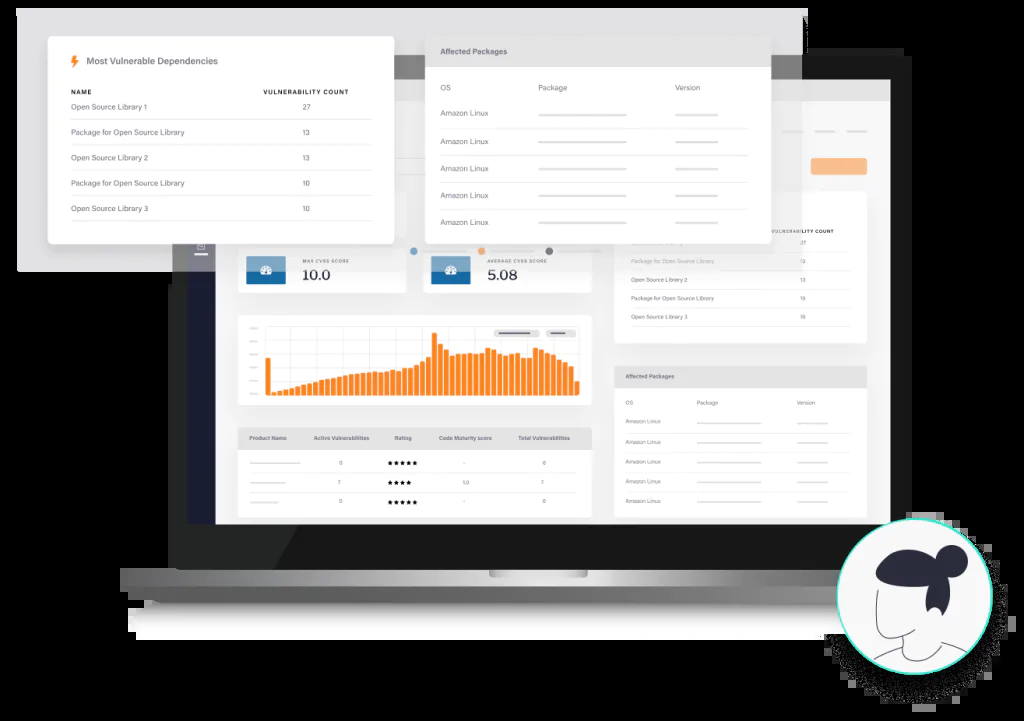 Most Vulnerable Dependencies
NAME VULNERABILITY COUNT
Open Source Library 1 27
Package for Open Source Library 13
Open Source Library 2 13
Package for Open Source Library 10
Open Source Library 3 10
Affected Packages
OS Package Version
Amazon Linux
Amazon Linux
Amazon Linux
Amazon Linux
Amazon Linux
MAX CVSS SCORE
10.0
AVERAGE CVSS SCORE
5.08
VULNERABILITY COUNT
27
Package for Open Source Library 13
Open Source Library 2 13
Package for Open Source Library 10
Open Source Library 3 10
Product Name Active Vulnerabilities Rating Code Maturity score Total Vulnerabilities
0 ★★★★★ - 0
7 ★★★★ 1.0 7
0 ★★★★★ - 0
Affected Packages
OS Package Version
Amazon Linux
Amazon Linux
Amazon Linux
Amazon Linux
Amazon Linux